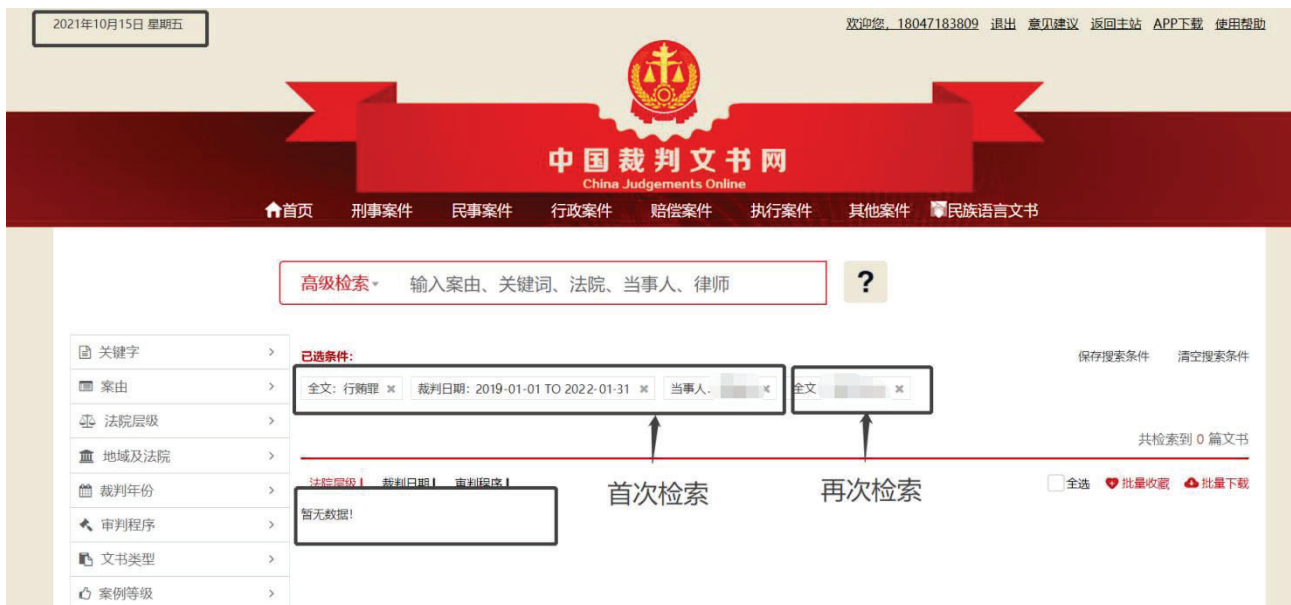 2021年10月15日 星期五
欢迎您，18047183809 退出 意见建议 返回主站 APP下载 使用帮助
中国裁判文书网
China Judgements Online
首页 刑事案件 民事案件 行政案件 赔偿案件 执行案件 其他案件 民族语言文书
高级检索 输入案由、关键词、法院、当事人、律师 ?
关键字
案由
法院层级
地域及法院
裁判年份
审判程序
文书类型
案例等级
已选条件:
保存搜索条件 清空搜索条件
全文: 行贿罪 × 裁判日期: 2019-01-01 TO 2022-01-31 × 当事人: × 全文 ×
共检索到 0 篇文书
法院层级 裁判日期 审判程序
首次检索 再次检索
全选 批量收藏 批量下载
暂无数据!